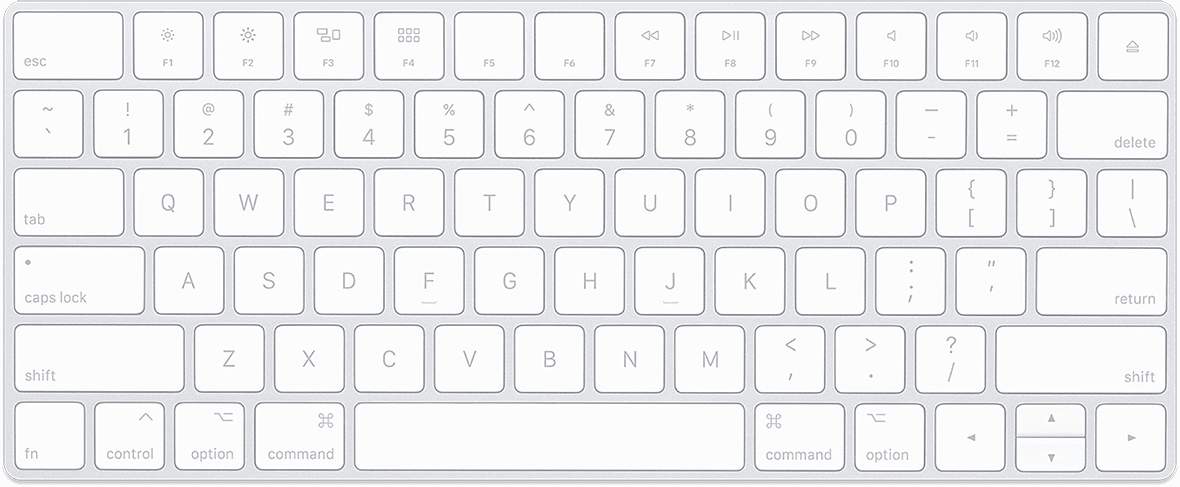 esc F1 F2 F3 F4 F5 F6 F7 F8 F9 F10 F11 F12
~ ! @ # $ % ^ & * ( ) — +
` 1 2 3 4 5 6 7 8 9 0 - = delete
tab Q W E R T Y U I O P { [ } ] | \
caps lock A S D F G H J K L : ; " ' return
shift Z X C V B N M < , > . ? / shift
fn control option command command option